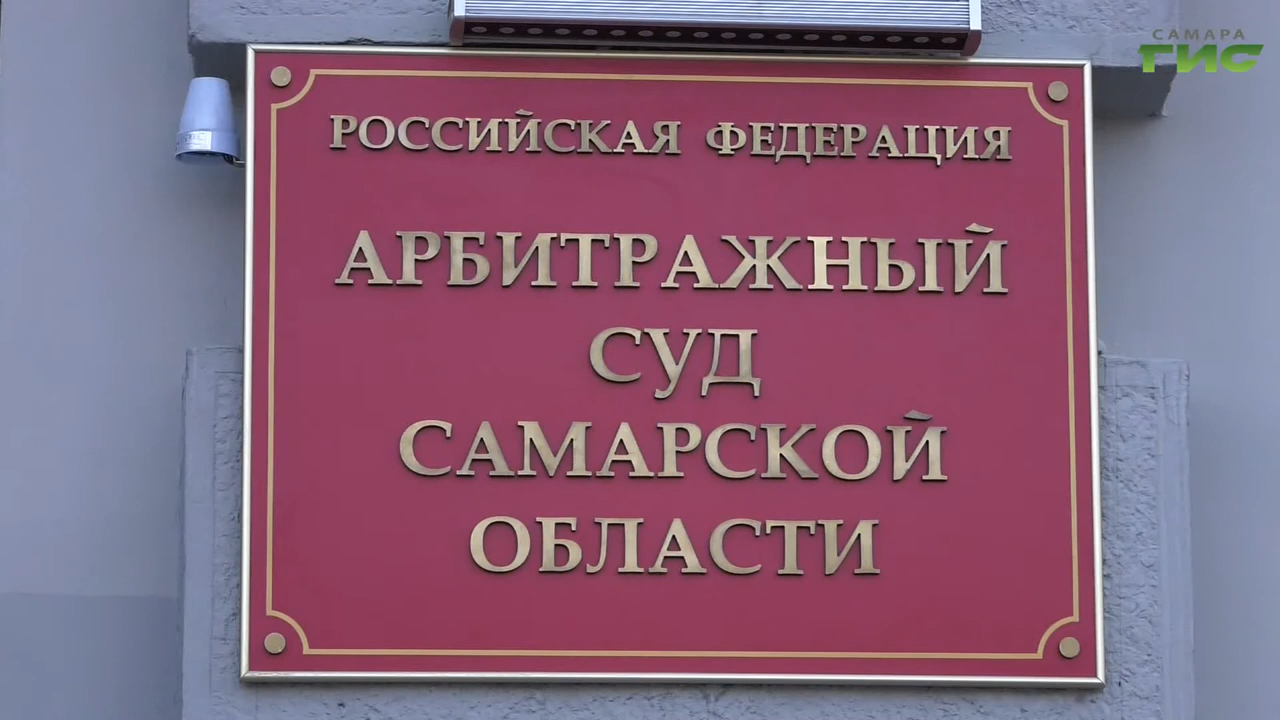 САМАРА
ГИС
РОССИЙСКАЯ ФЕДЕРАЦИЯ
АРБИТРАЖНЫЙ
СУД
САМАРСКОЙ
ОБЛАСТИ